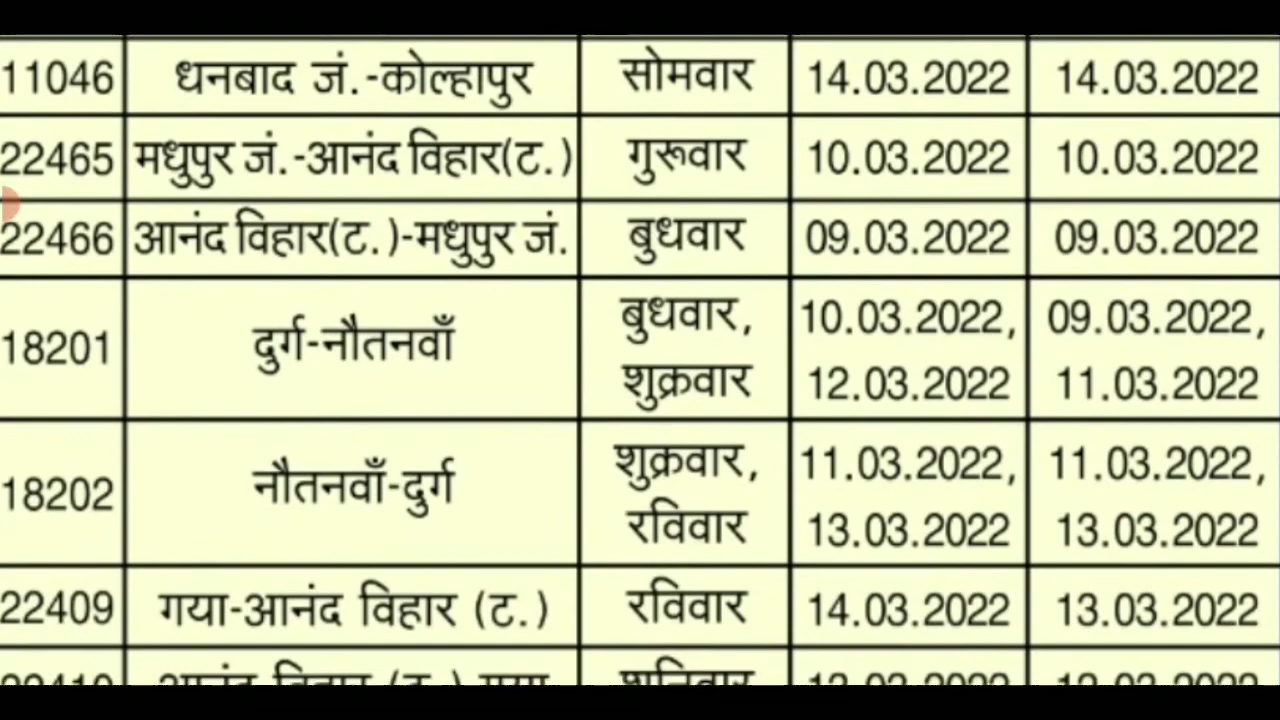 11046 धनबाद जं.-कोल्हापुर सोमवार 14.03.2022 14.03.2022
22465 मधुपुर जं.-आनंद विहार(ट.) गुरूवार 10.03.2022 10.03.2022
22466 आनंद विहार(ट.)-मधुपुर जं. बुधवार 09.03.2022 09.03.2022
18201 दुर्ग-नौतनवाँ बुधवार, 10.03.2022, 09.03.2022,
शुक्रवार 12.03.2022 11.03.2022
18202 नौतनवाँ-दुर्ग शुक्रवार, 11.03.2022, 11.03.2022,
रविवार 13.03.2022 13.03.2022
22409 गया-आनंद विहार (ट.) रविवार 14.03.2022 13.03.2022